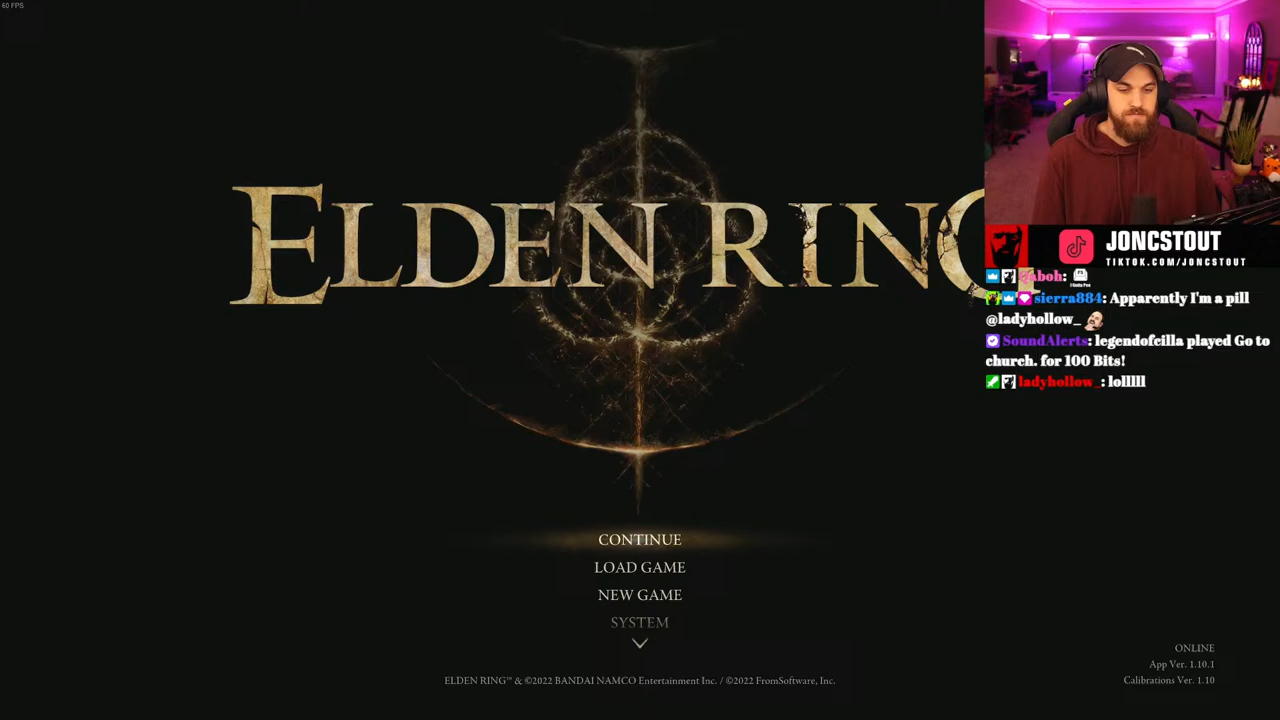 60 FPS
ELDEN RING
JONCSTOUT
TIKTOK.COM/JONCSTOUT
sierra884: Apparently I'm a pill
@ladyhollow_
SoundAlerts: legendofcilla played Go to
church. for 100 Bits!
ladyhollow_: lolllll
CONTINUE
LOAD GAME
NEW GAME
SYSTEM
ONLINE
App Ver. 1.10.1
Calibrations Ver. 1.10
ELDEN RING™ & ©2022 BANDAI NAMCO Entertainment Inc. / ©2022 FromSoftware, Inc.